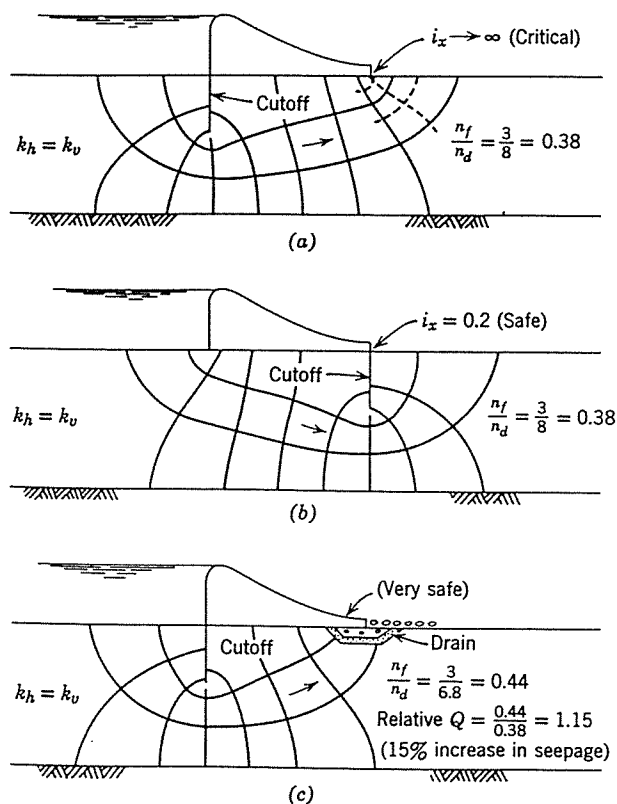 i_x → ∞ (Critical)
Cutoff
k_h = k_v
n_f/n_d = 3/8 = 0.38
(a)
i_x = 0.2 (Safe)
Cutoff
k_h = k_v
n_f/n_d = 3/8 = 0.38
(b)
(Very safe)
Cutoff
Drain
k_h = k_v
n_f/n_d = 3/6.8 = 0.44
Relative Q = 0.44/0.38 = 1.15
(15% increase in seepage)
(c)